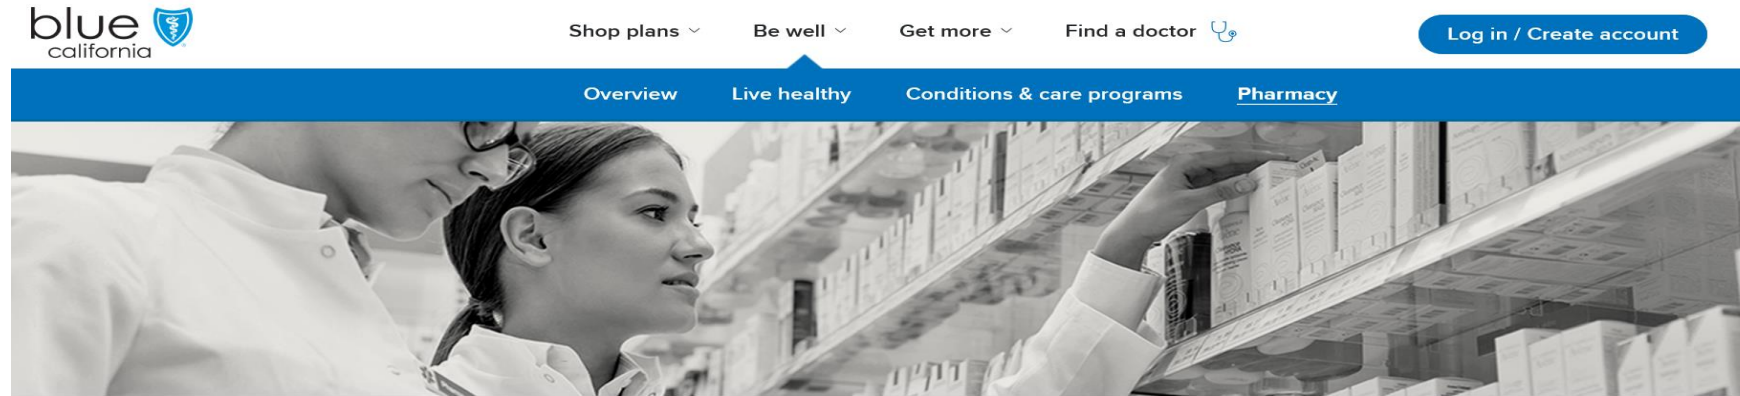 blue
california
Shop plans Be well Get more Find a doctor Log in / Create account
Overview Live healthy Conditions & care programs Pharmacy